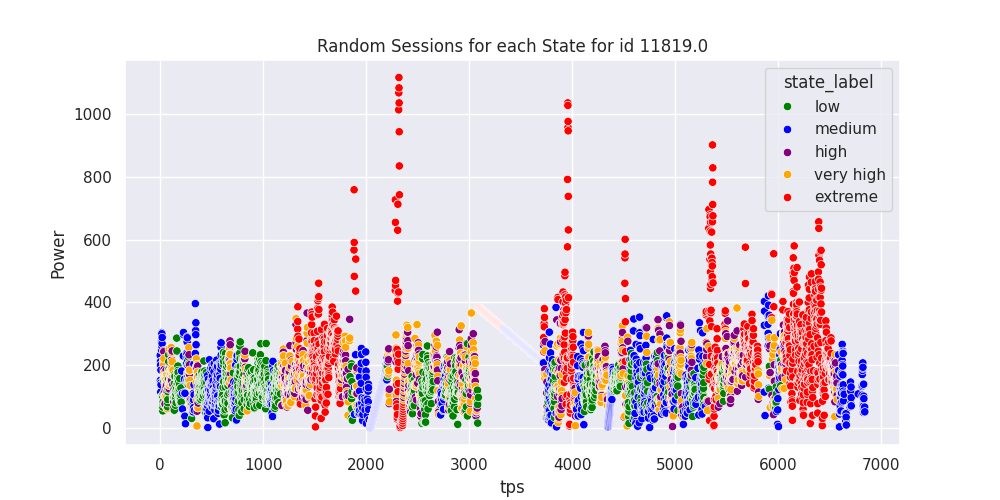 Random Sessions for each State for id 11819.0
state_label
low
medium
high
very high
extreme
Power
1000
800
600
400
200
0
0 1000 2000 3000 4000 5000 6000 7000
tps